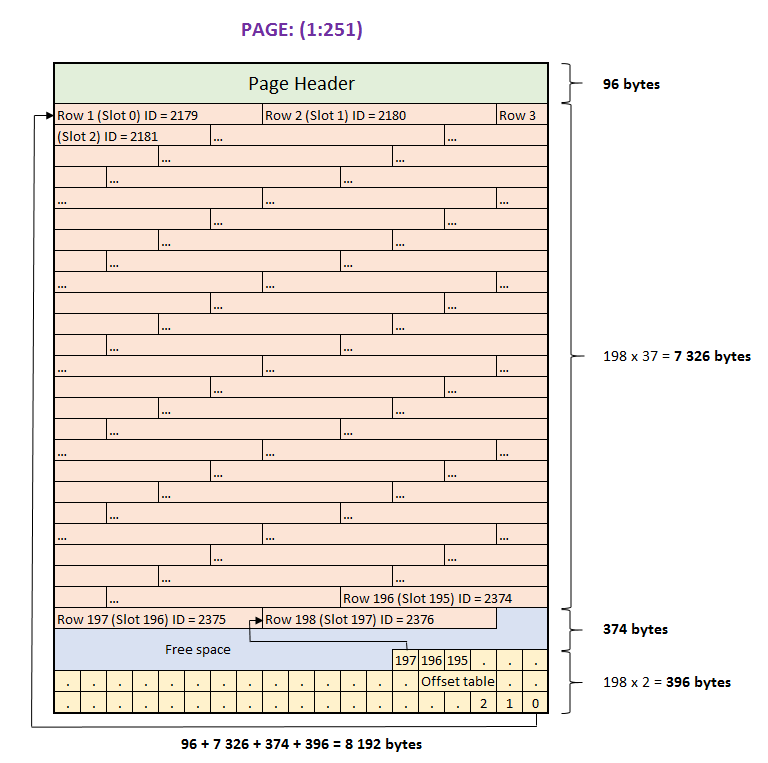 PAGE: (1:251)
Page Header
96 bytes
Row 1 (Slot 0) ID = 2179 Row 2 (Slot 1) ID = 2180 Row 3
(Slot 2) ID = 2181 ... ...
... ...
... ...
... ... ...
... ...
... ...
... ...
... ... ...
... ...
... ...
... ...
198 x 37 = 7 326 bytes
... ... ...
... ...
... ...
... ...
... ... ...
... ...
... ...
... ...
... ... ...
... ...
... ...
... Row 196 (Slot 195) ID = 2374
Row 197 (Slot 196) ID = 2375 Row 198 (Slot 197) ID = 2376
374 bytes
Free space
197 196 195 . . .
. . . . . . . . . . . . . . Offset table . .
198 x 2 = 396 bytes
. . . . . . . . . . . . . . . . 2 1 0
96 + 7 326 + 374 + 396 = 8 192 bytes